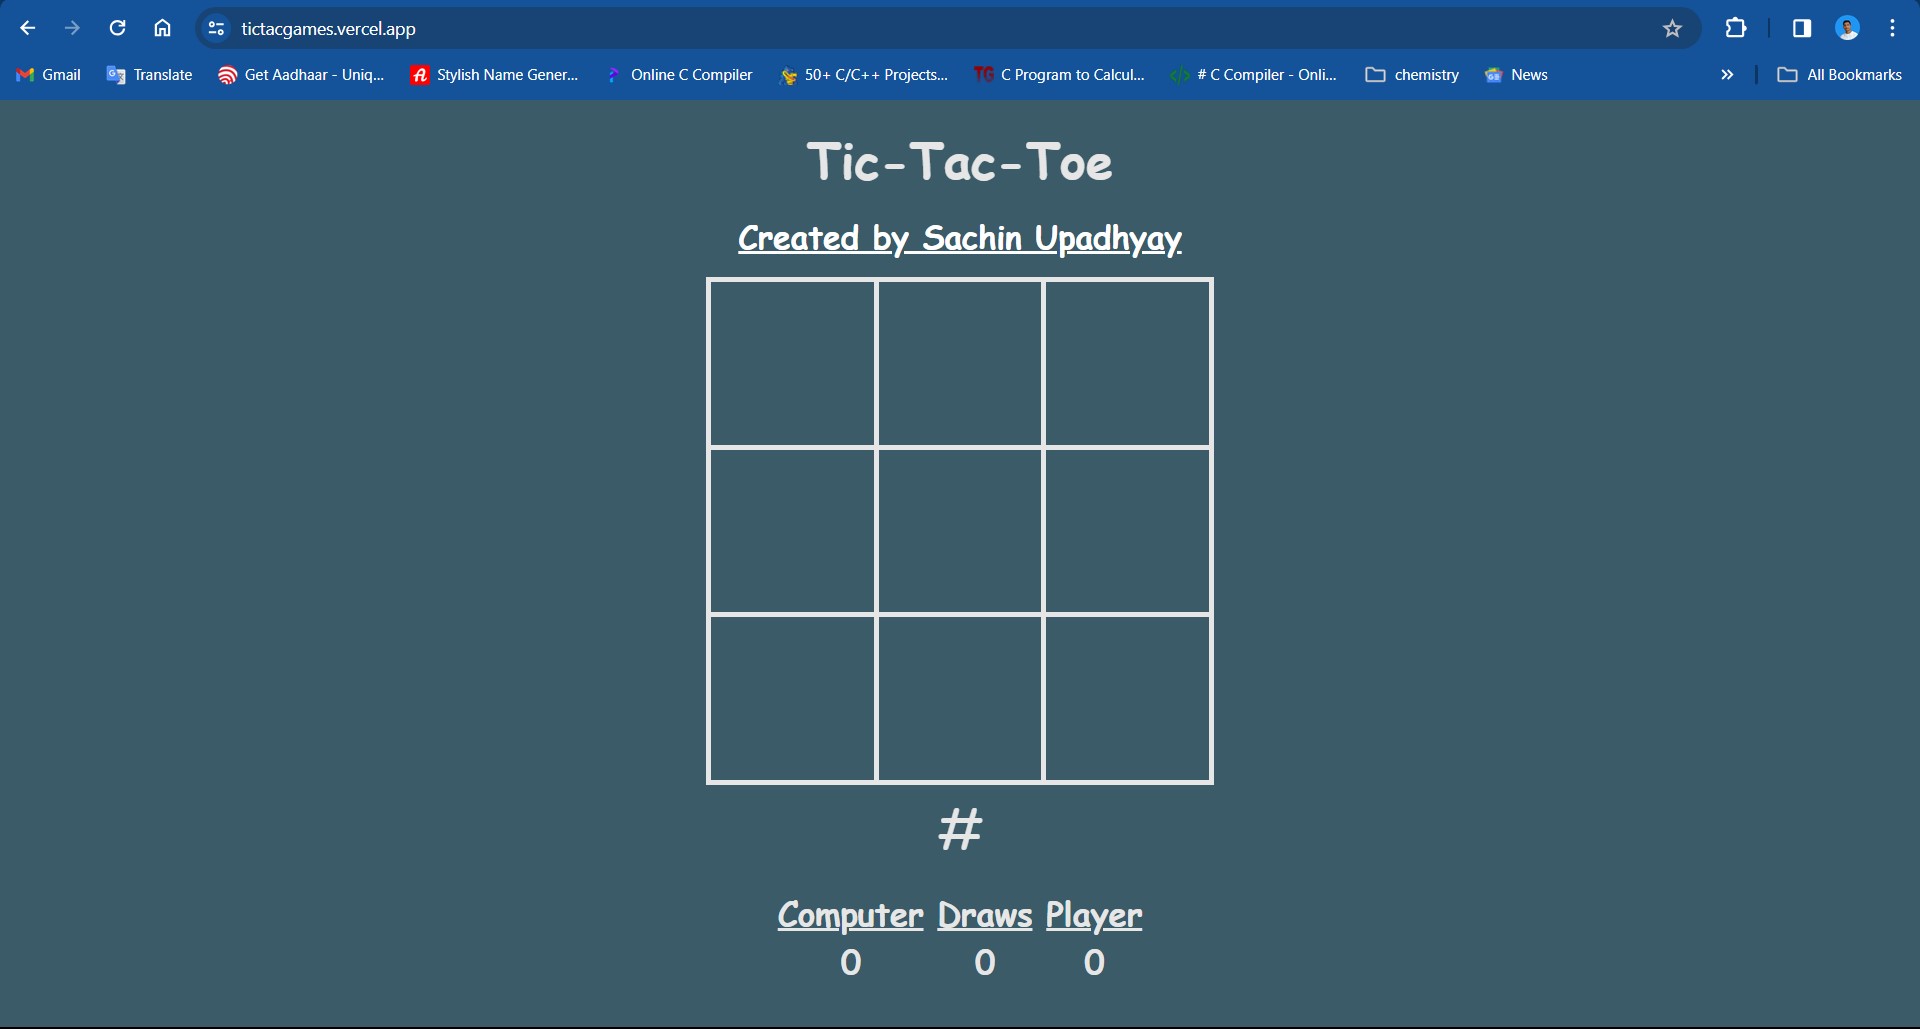 tictacgames.vercel.app
Gmail Translate Get Aadhaar - Uniq... Stylish Name Gener... Online C Compiler 50+ C/C++ Projects... TG C Program to Calcul... </> # C Compiler - Onli... chemistry News » All Bookmarks
Tic-Tac-Toe
Created by Sachin Upadhyay
#
Computer Draws Player
0 0 0